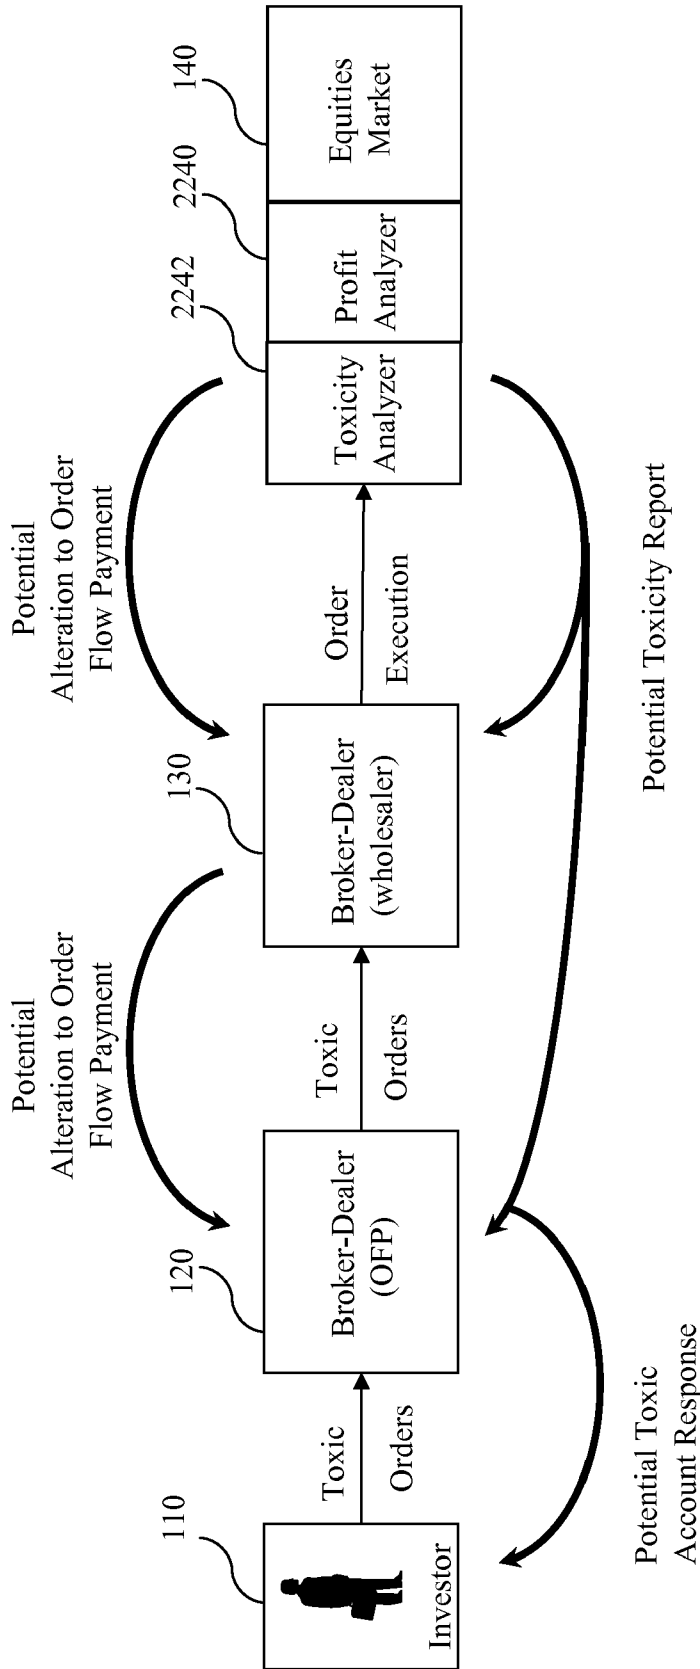 Potential
Alteration to Order
Flow Payment
Potential
Alteration to Order
Flow Payment
110
120
130
2242
2240
140
Investor
Toxic
Orders
Broker-Dealer
(OFP)
Toxic
Orders
Broker-Dealer
(wholesaler)
Order
Execution
Toxicity
Analyzer
Profit
Analyzer
Equities
Market
Potential Toxic
Account Response
Potential Toxicity Report